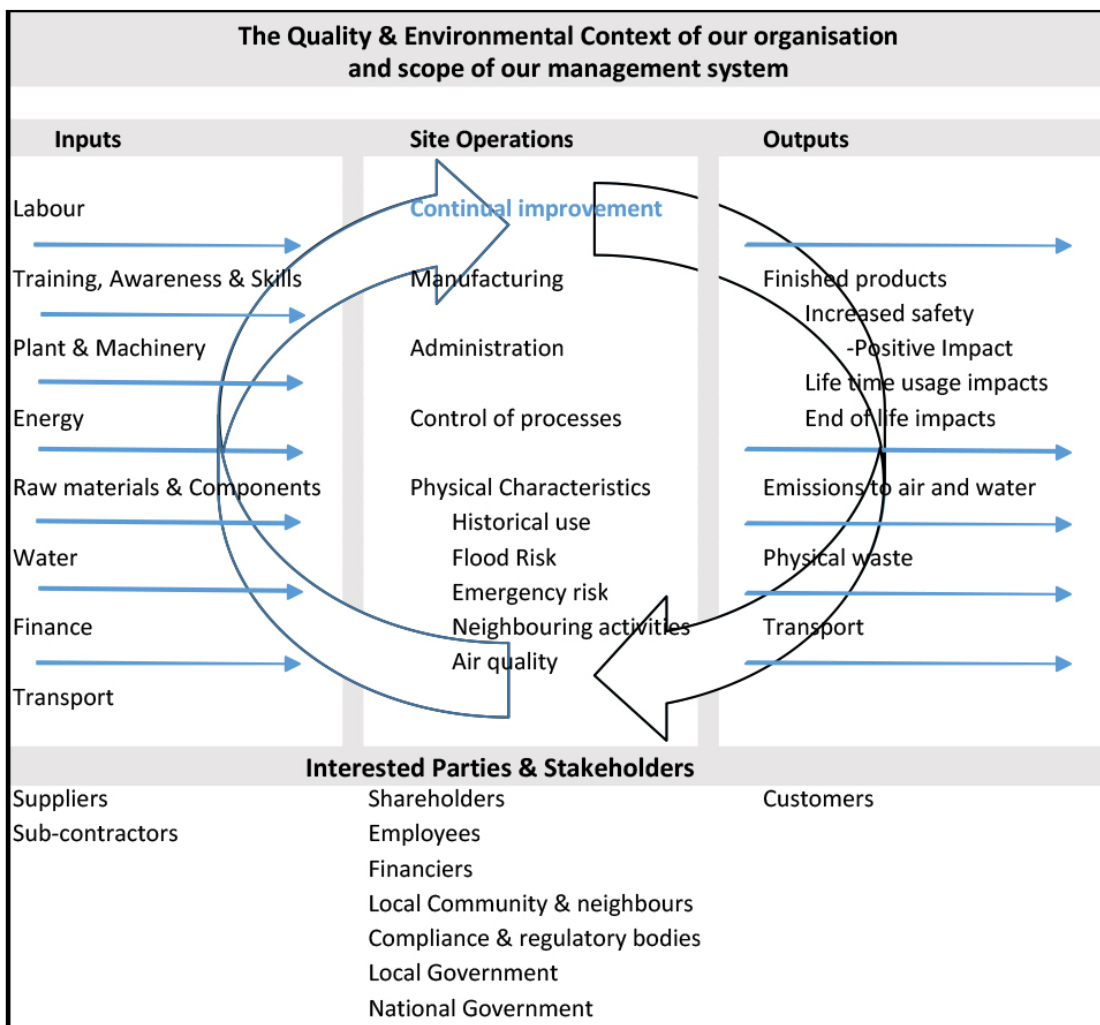 The Quality & Environmental Context of our organisation
and scope of our management system
Inputs
Site Operations
Outputs
Labour
Training, Awareness & Skills
Plant & Machinery
Energy
Raw materials & Components
Water
Finance
Transport
Continual improvement
Manufacturing
Administration
Control of processes
Physical Characteristics
Historical use
Flood Risk
Emergency risk
Neighbouring activities
Air quality
Finished products
Increased safety
-Positive Impact
Life time usage impacts
End of life impacts
Emissions to air and water
Physical waste
Transport
Interested Parties & Stakeholders
Suppliers
Sub-contractors
Shareholders
Employees
Financiers
Local Community & neighbours
Compliance & regulatory bodies
Local Government
National Government
Customers